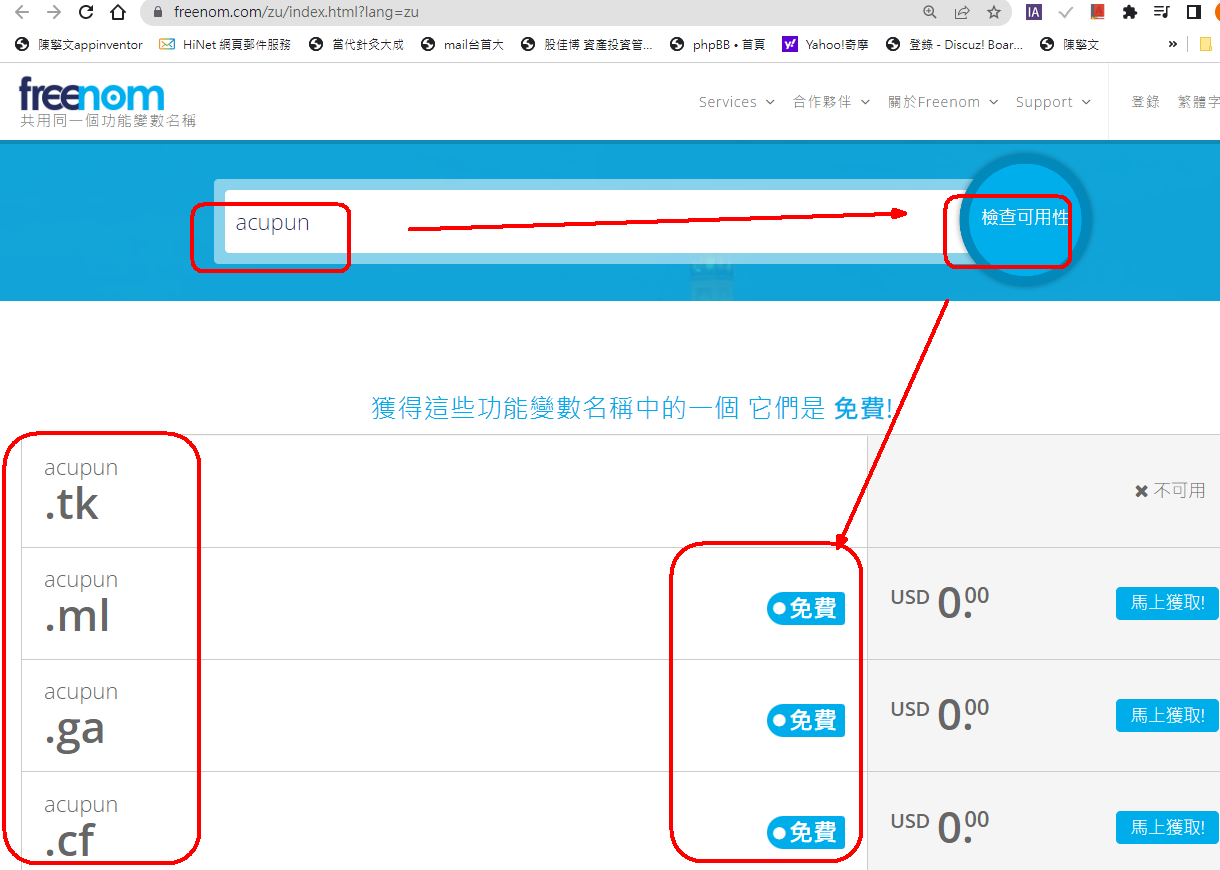 freenom.com/zu/index.html?lang=zu
陳擎文appinventor HiNet 網頁郵件服務 當代針灸大成 mail台首大 股佳博 資產投資管... phpBB • 首頁 Yahoo!奇摩 登錄 - Discuz! Boar... 陳擎文 »
freenom
共用同一個功能變數名稱
Services 合作夥伴 關於Freenom Support 登錄 繁體字
acupun 檢查可用性
獲得這些功能變數名稱中的一個 它們是 免費!
acupun
.tk
不可用
acupun
.ml
免費 USD 0.00 馬上獲取!
acupun
.ga
免費 USD 0.00 馬上獲取!
acupun
.cf
免費 USD 0.00 馬上獲取!